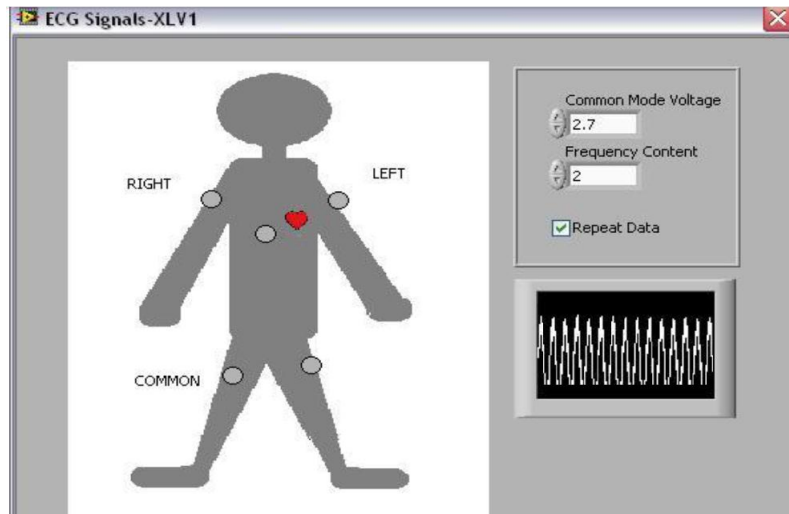 ECG Signals-XLV1
RIGHT
LEFT
COMMON
Common Mode Voltage
2.7
Frequency Content
2
Repeat Data